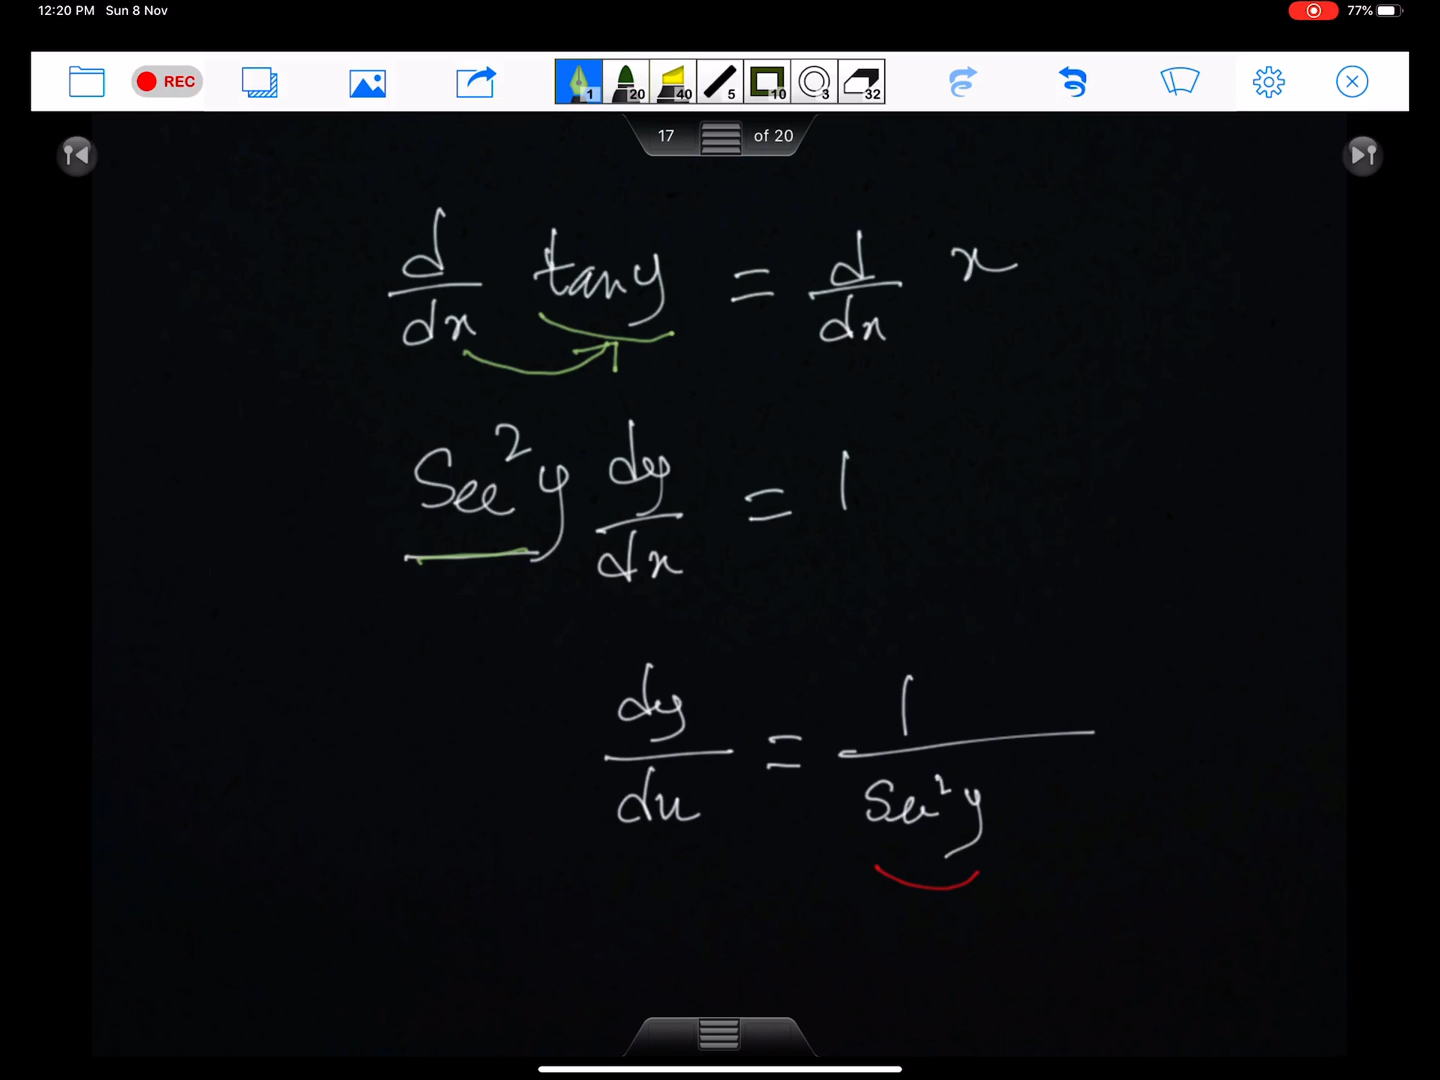 12:20 PM Sun 8 Nov 77%
REC 1 20 40 5 10 3 32
17 of 20
d/dx tany = d/dx x
Sec²y dy/dx = 1
dy/dx = 1/Sec²y